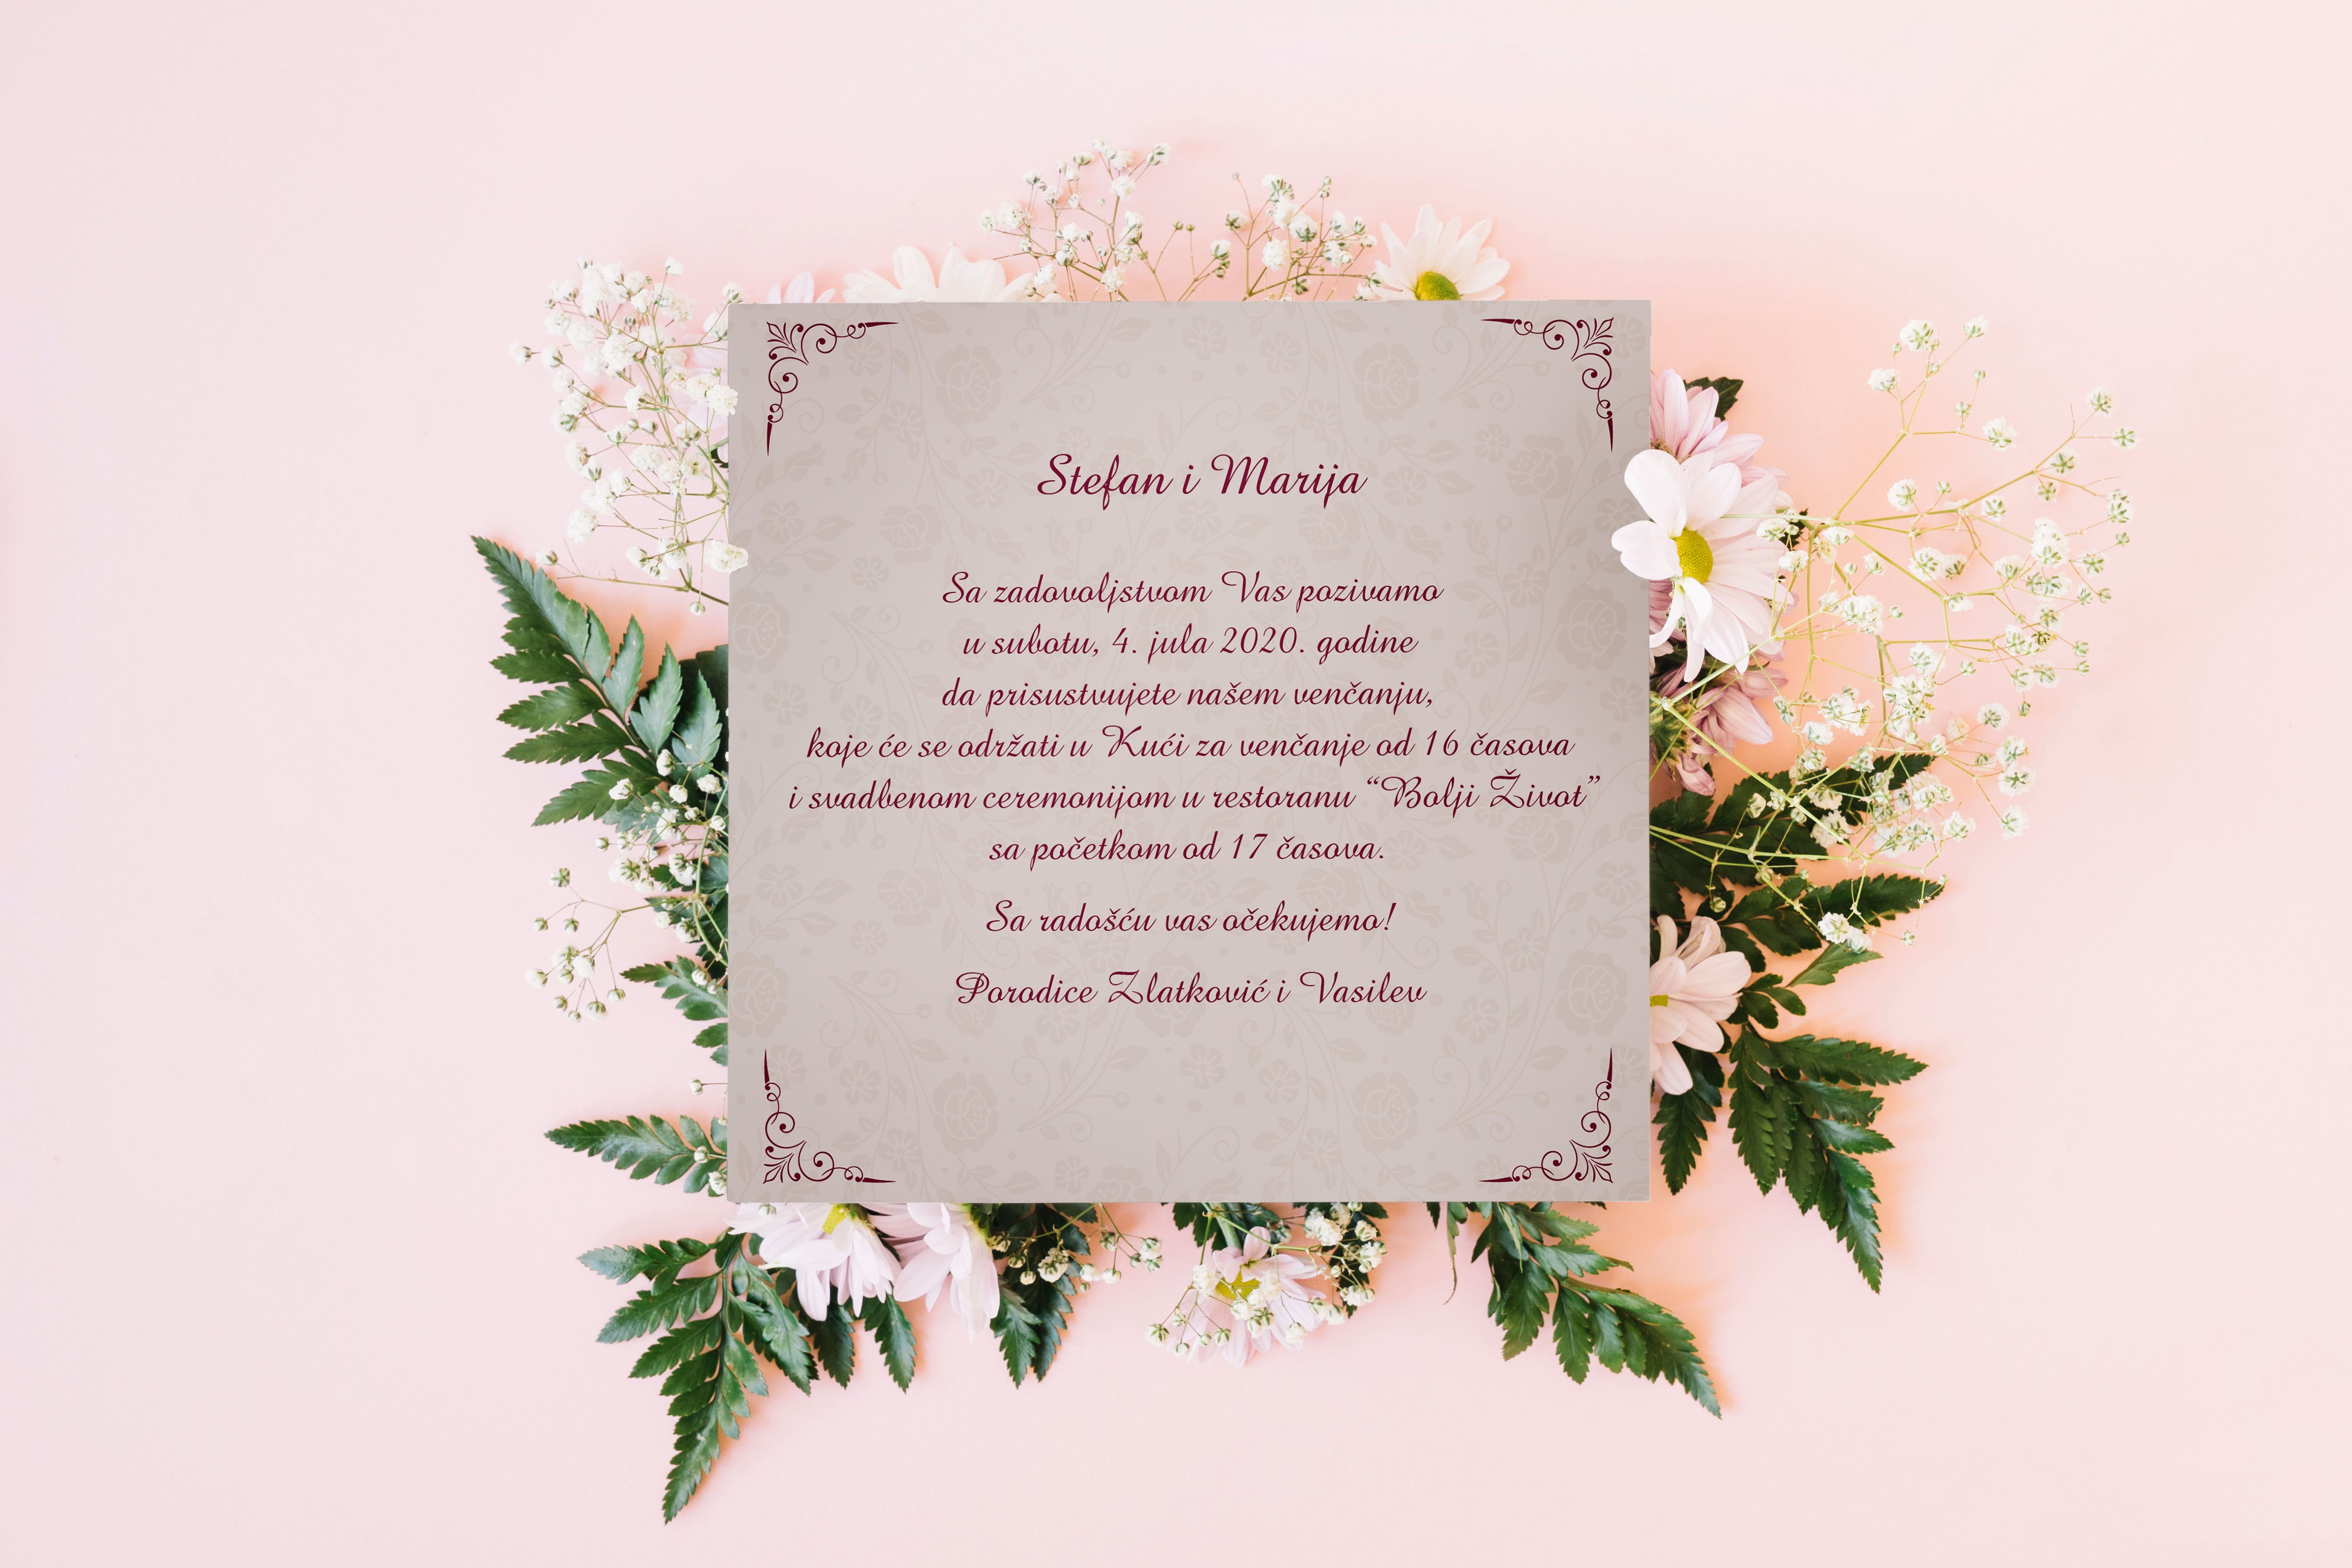 Stefan i Marija
Sa zadovoljstvom Vas pozivamo
u subotu, 4. jula 2020. godine
da prisustvujete našem venčanju,
koje će se održati u Kući za venčanje od 16 časova
i svadbenom ceremonijom u restoranu “Bolji Život”
sa početkom od 17 časova.
Sa radošću vas očekujemo!
Porodice Zlatković i Vasilev